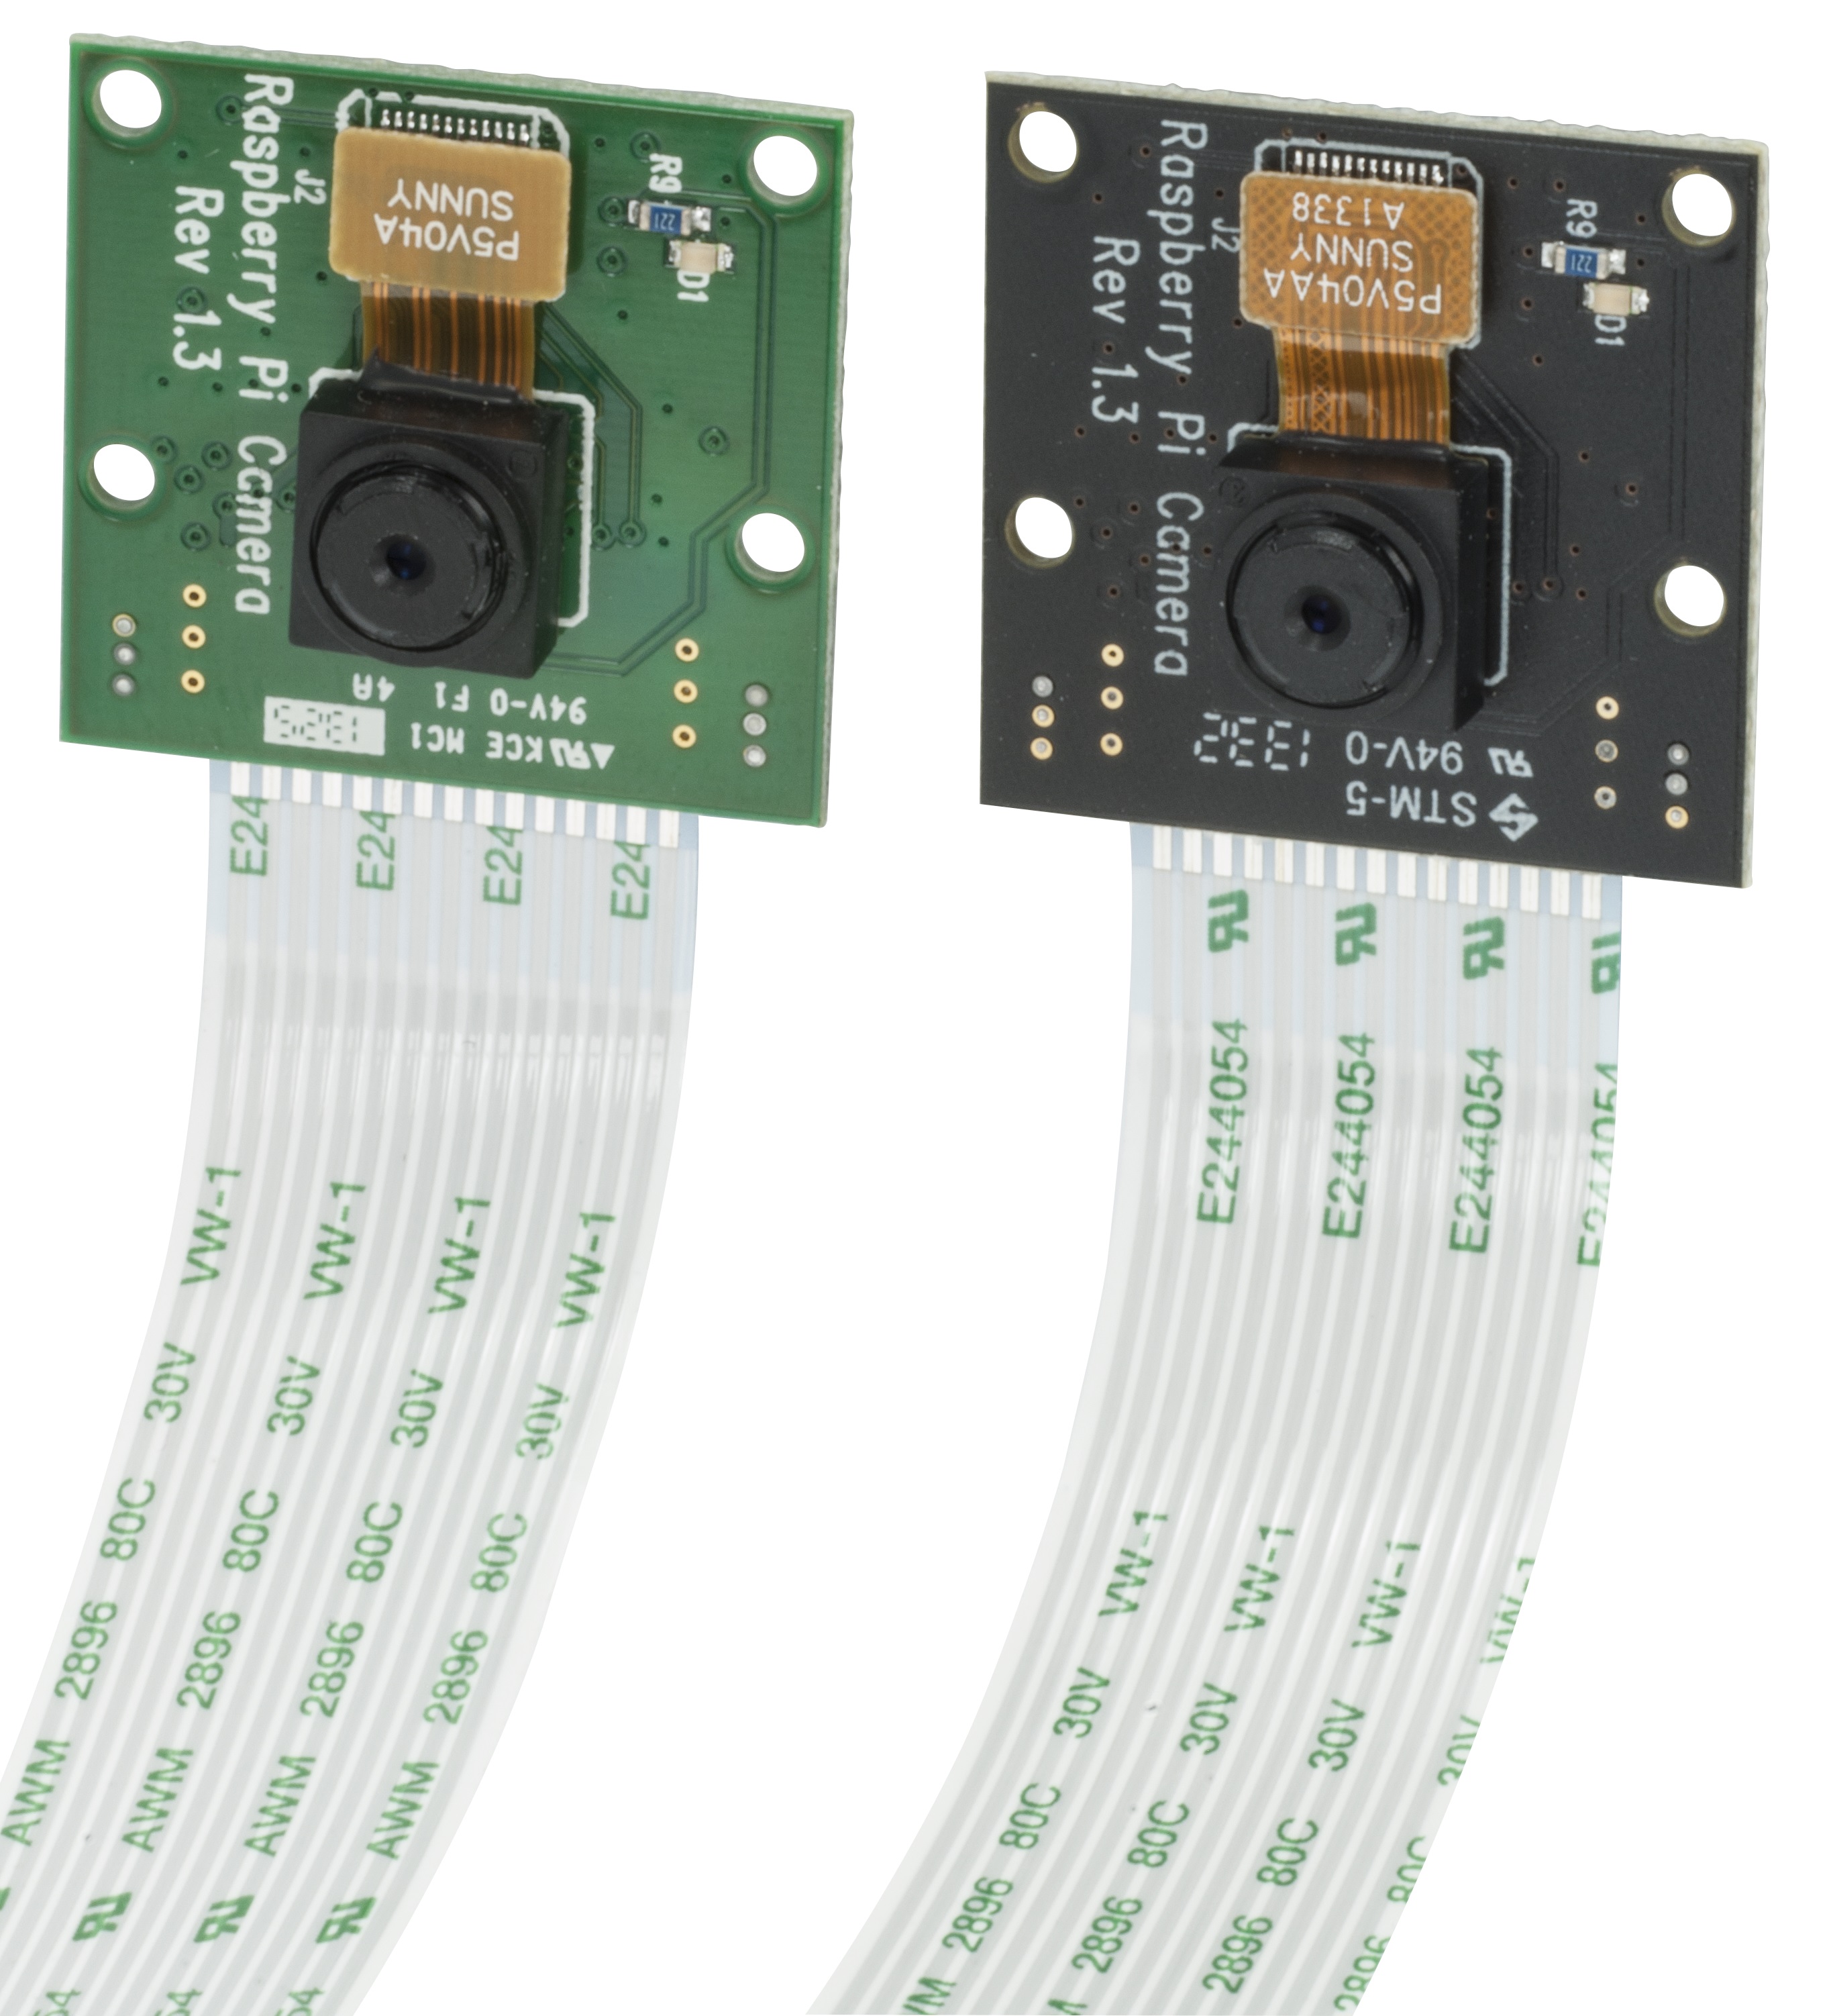 Raspberry Pi Camera
Rev 1.3
J2
P5V04A
SUNNY
R9
221
D1
94V-0 F1 4A
KCE MC1
E24 E24 E24 E24
VW-1 VW-1 VW-1 VW-1
30V 30V 30V 30V
80C 80C 80C 80C
2896 2896 2896 2896
AWM AWM AWM AWM
54 54 54
Raspberry Pi Camera
Rev 1.3
J2
P5V04AA
SUNNY
A1338
R9
221
D1
94V-0 1332
STM-5
E244054 E244054 E244054 E244054
VW-1 VW-1 VW-1 VW-1
30V 30V 30V 30V
80C 80C 80C 80C
2896 2896 2896 2896